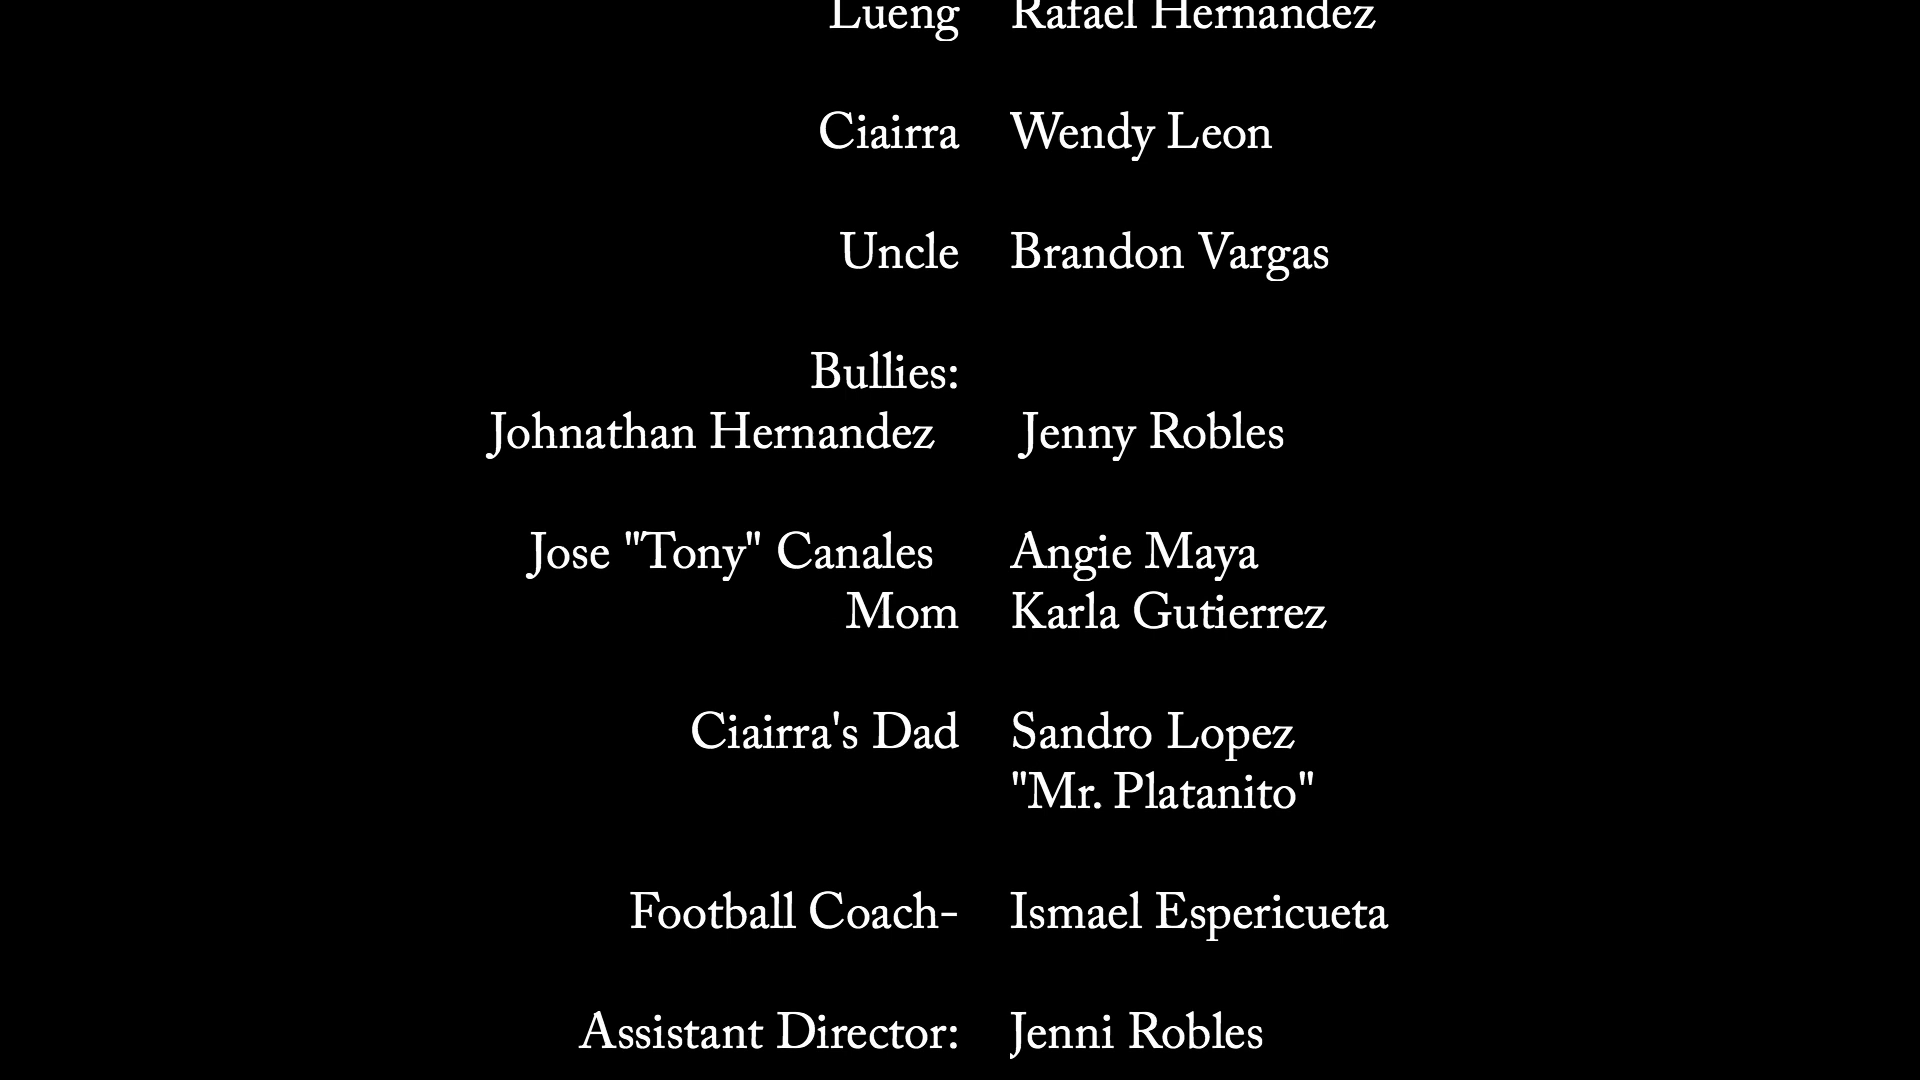 Lueng Rafael Hernandez
Ciairra Wendy Leon
Uncle Brandon Vargas
Bullies:
Johnathan Hernandez Jenny Robles
Jose "Tony" Canales Angie Maya
Mom Karla Gutierrez
Ciairra's Dad Sandro Lopez
"Mr. Platanito"
Football Coach- Ismael Espericueta
Assistant Director: Jenni Robles